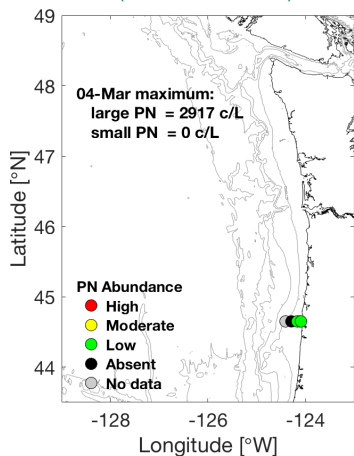 49
48
47
46
45
44
04-Mar maximum:
large PN = 2917 c/L
small PN = 0 c/L
Latitude [°N]
PN Abundance
High
Moderate
Low
Absent
No data
-128
-126
-124
Longitude [°W]